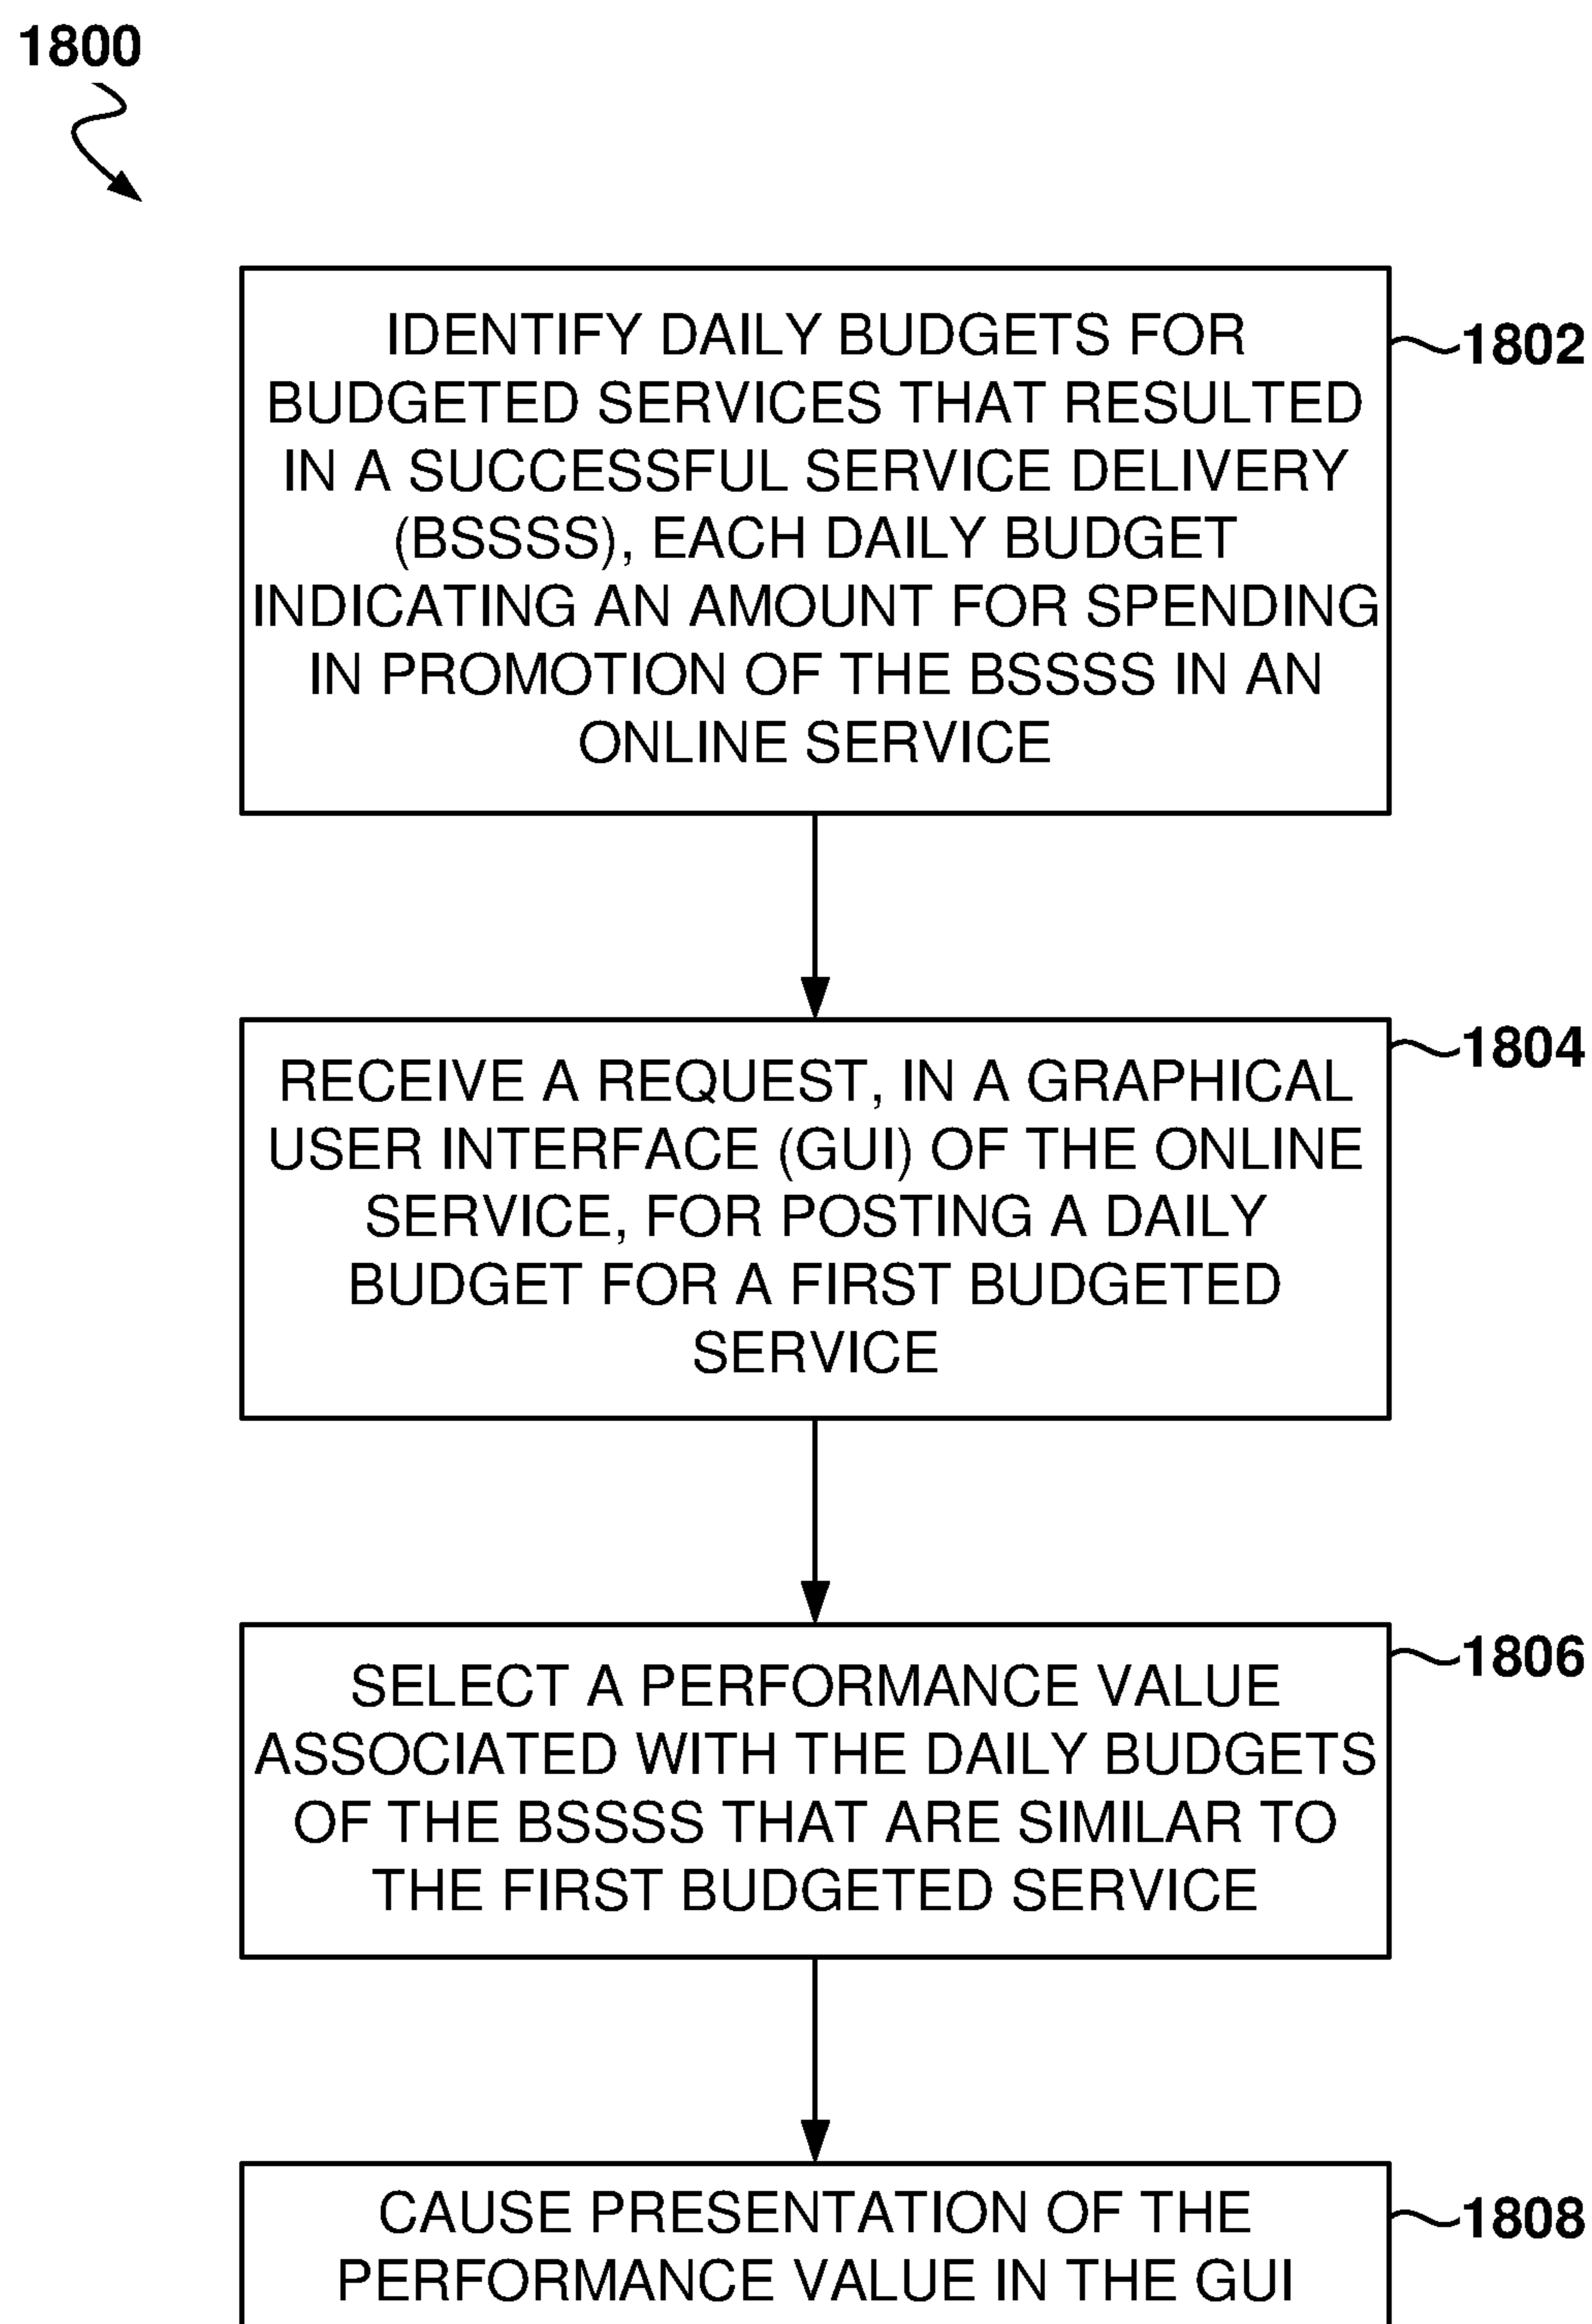 1800
IDENTIFY DAILY BUDGETS FOR
BUDGETED SERVICES THAT RESULTED
IN A SUCCESSFUL SERVICE DELIVERY
(BSSSS), EACH DAILY BUDGET
INDICATING AN AMOUNT FOR SPENDING
IN PROMOTION OF THE BSSSS IN AN
ONLINE SERVICE
1802
RECEIVE A REQUEST, IN A GRAPHICAL
USER INTERFACE (GUI) OF THE ONLINE
SERVICE, FOR POSTING A DAILY
BUDGET FOR A FIRST BUDGETED
SERVICE
1804
SELECT A PERFORMANCE VALUE
ASSOCIATED WITH THE DAILY BUDGETS
OF THE BSSSS THAT ARE SIMILAR TO
THE FIRST BUDGETED SERVICE
1806
CAUSE PRESENTATION OF THE
PERFORMANCE VALUE IN THE GUI
1808